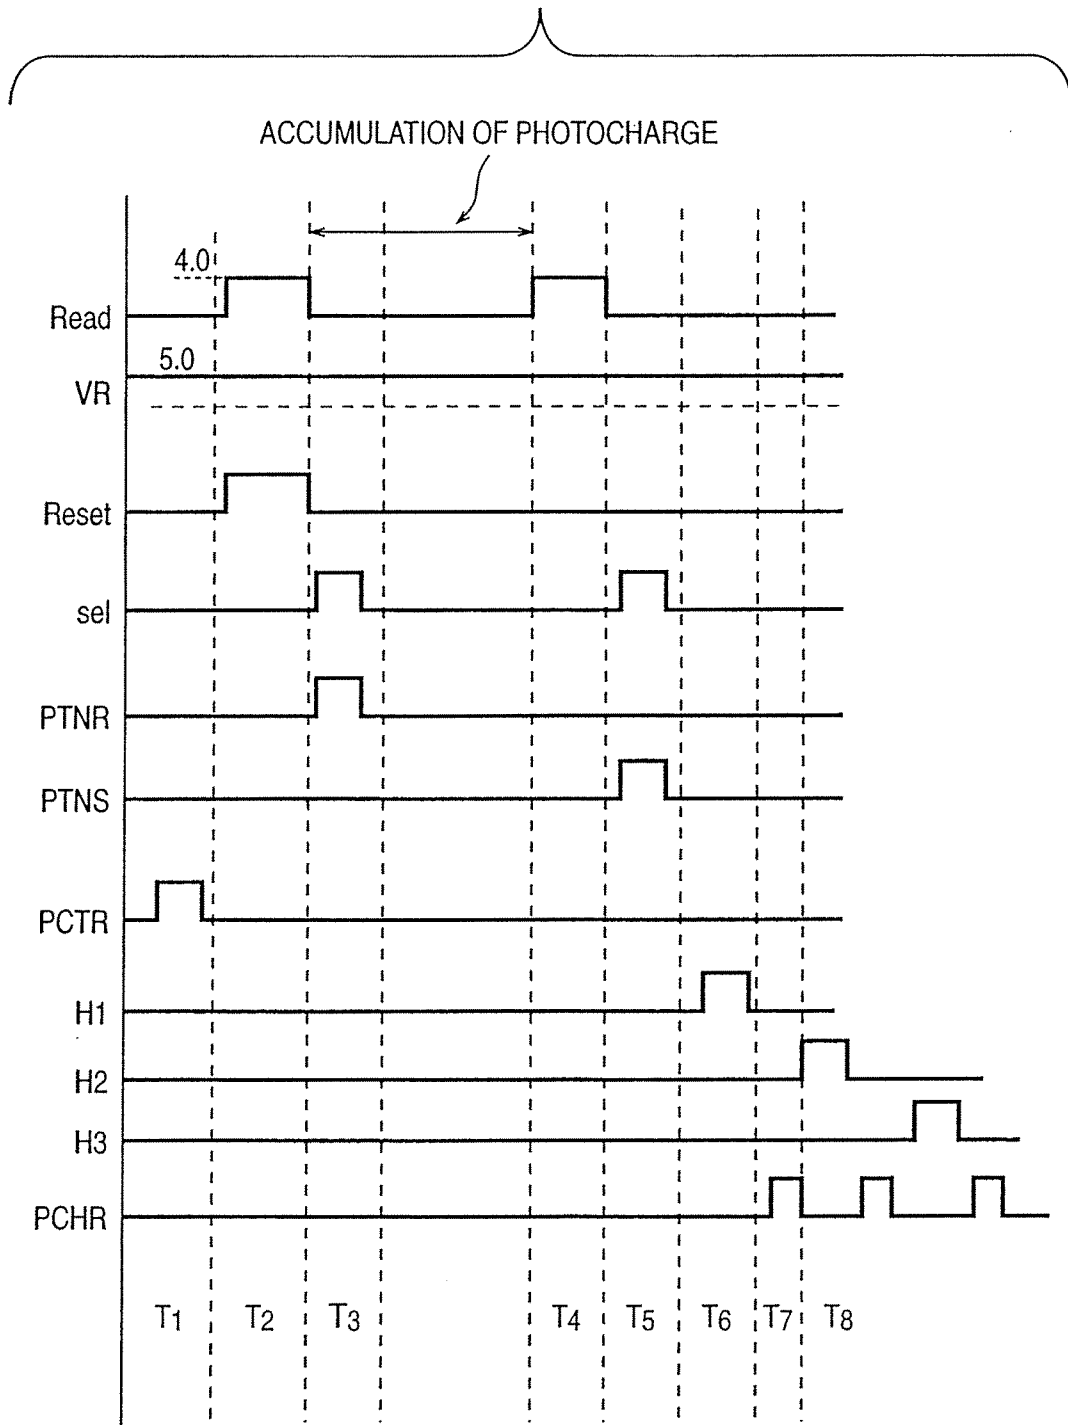 ACCUMULATION OF PHOTOCHARGE
4.0
Read
5.0
VR
Reset
sel
PTNR
PTNS
PCTR
H1
H2
H3
PCHR
T1 T2 T3 T4 T5 T6 T7 T8